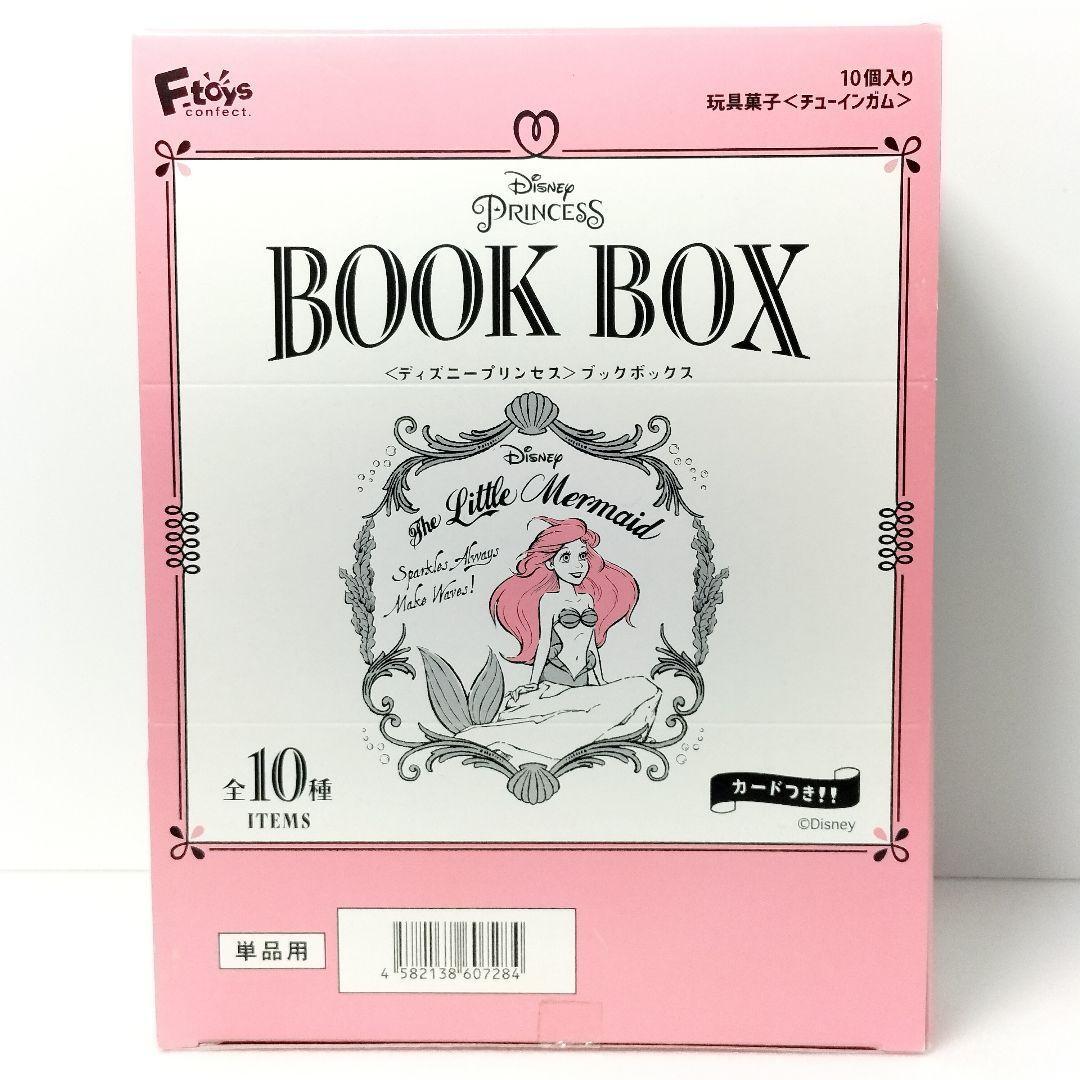 F-toys
confect.
10個入り
玩具菓子＜チューインガム＞
Disney
PRINCESS
BOOK BOX
＜ディズニープリンセス＞ブックボックス
Disney
The Little Mermaid
Sparkles Always
Make Waves!
全10種
ITEMS
カードつき!!
©Disney
単品用
4 582138 607284